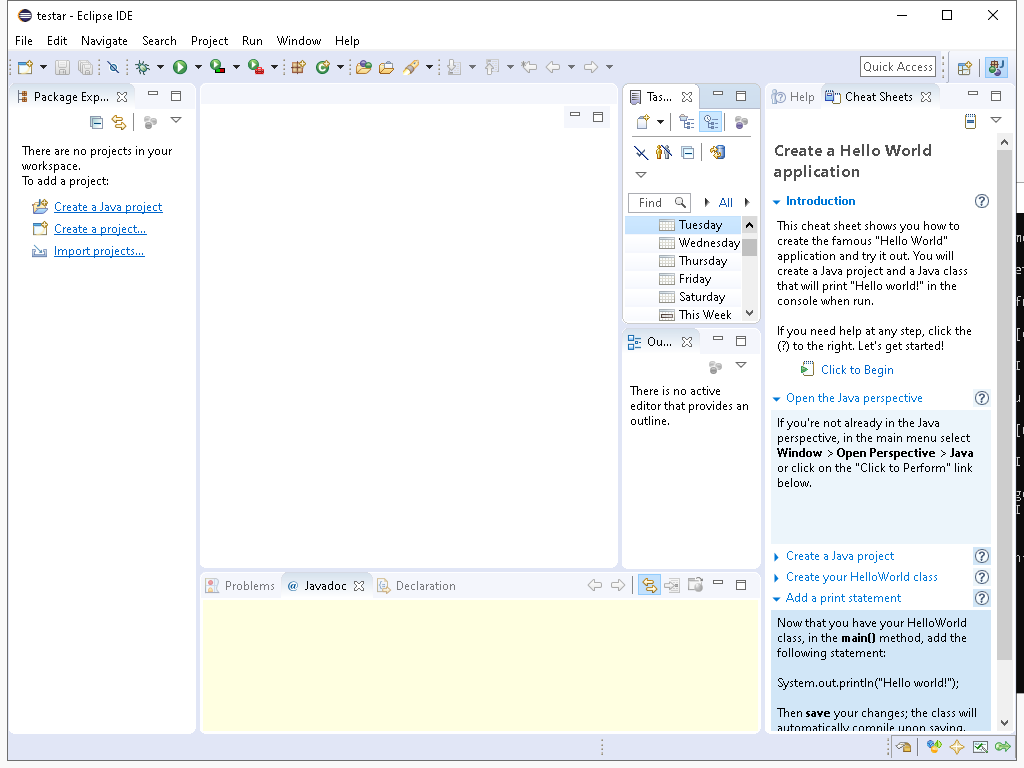 testar - Eclipse IDE
File Edit Navigate Search Project Run Window Help
Quick Access
Package Exp...
There are no projects in your
workspace.
To add a project:
Create a Java project
Create a project...
Import projects...
Tas...
Find
All
Tuesday
Wednesday
Thursday
Friday
Saturday
This Week
Ou...
There is no active
editor that provides an
outline.
Problems
@ Javadoc
Declaration
Help
Cheat Sheets
Create a Hello World
application
Introduction
This cheat sheet shows you how to
create the famous "Hello World"
application and try it out. You will
create a Java project and a Java class
that will print "Hello world!" in the
console when run.
If you need help at any step, click the
(?) to the right. Let's get started!
Click to Begin
Open the Java perspective
If you're not already in the Java
perspective, in the main menu select
Window > Open Perspective > Java
or click on the "Click to Perform" link
below.
Create a Java project
Create your HelloWorld class
Add a print statement
Now that you have your HelloWorld
class, in the main() method, add the
following statement:
System.out.println("Hello world!");
Then save your changes; the class will
automatically compile upon saving.